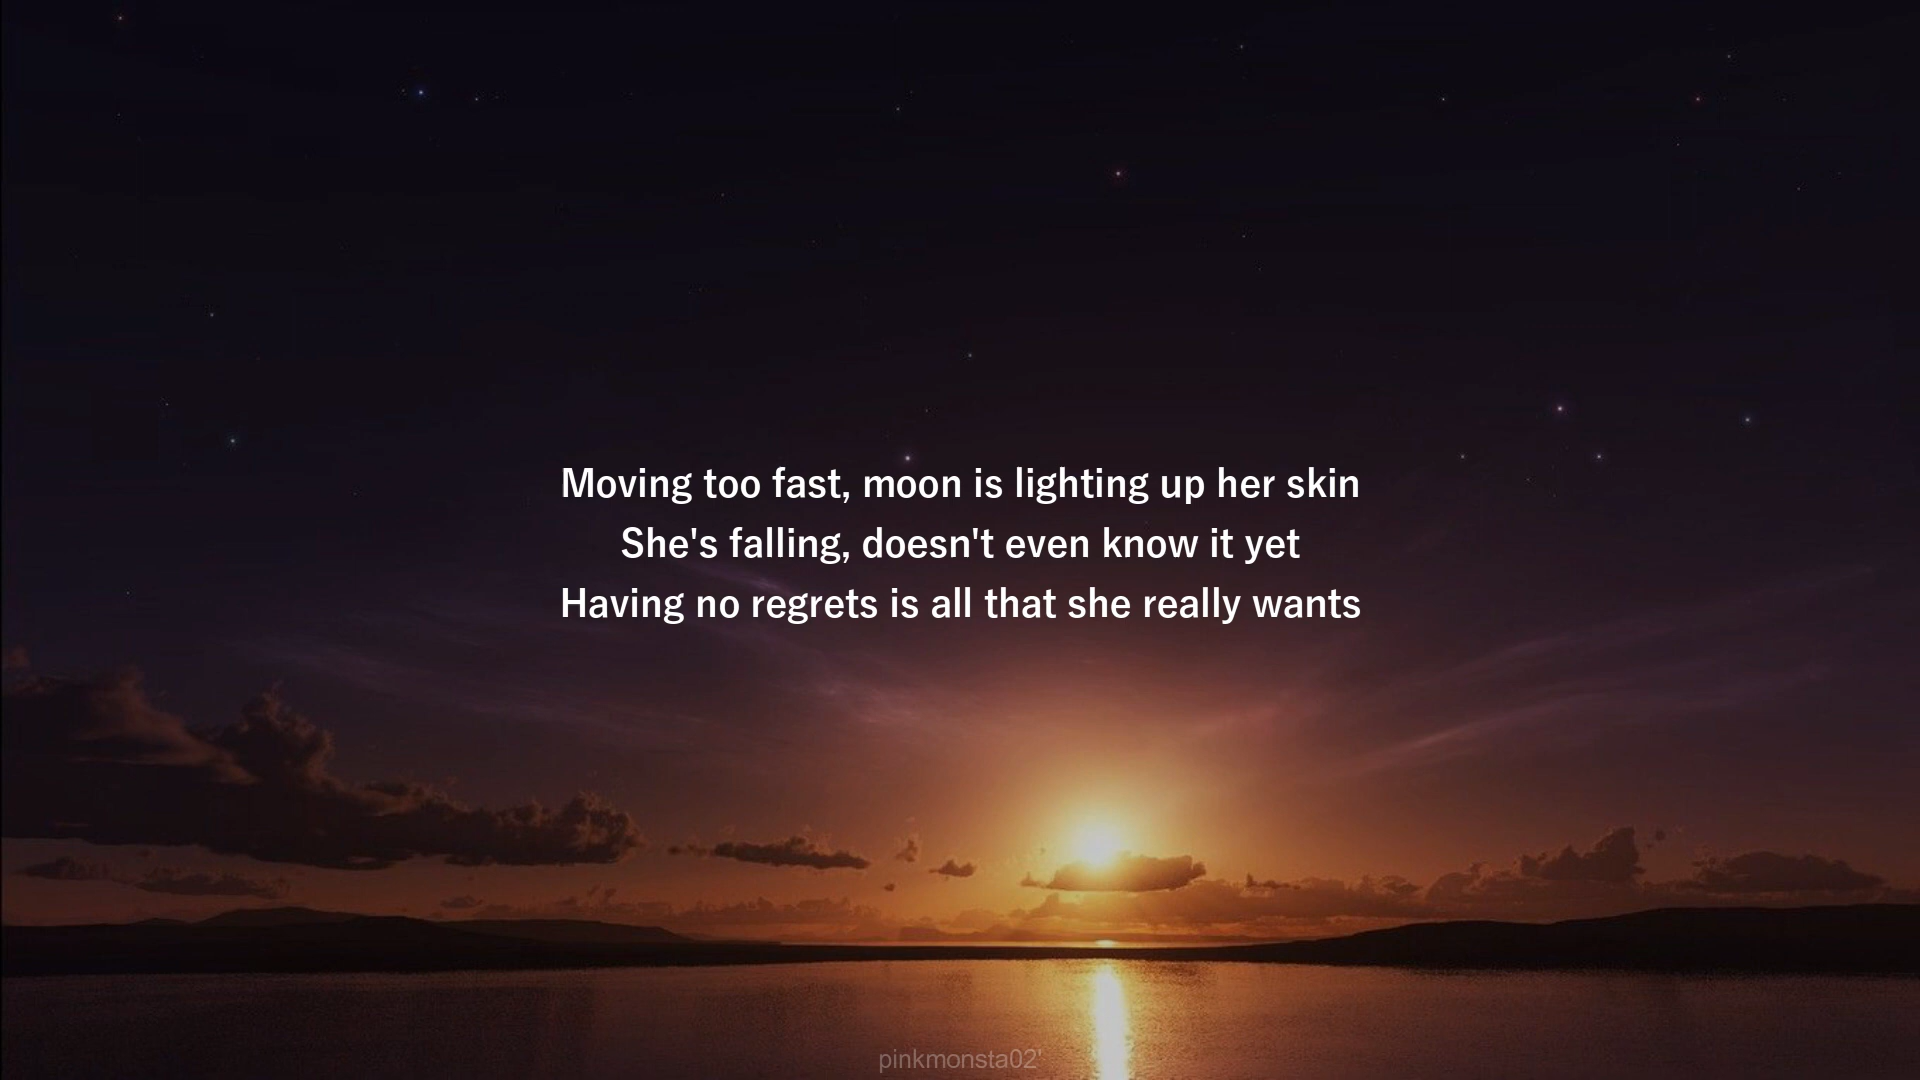 Moving too fast, moon is lighting up her skin
She's falling, doesn't even know it yet
Having no regrets is all that she really wants
pinkmonsta02'